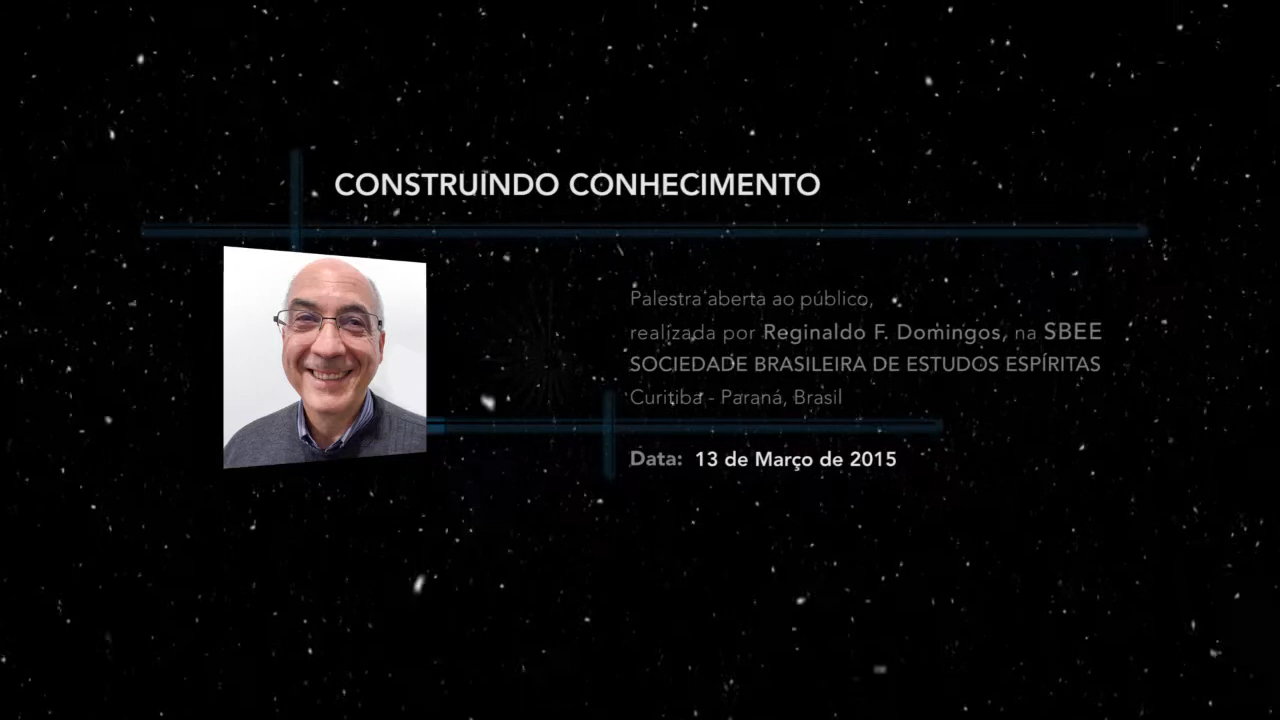 CONSTRUINDO CONHECIMENTO
Palestra aberta ao público,
realizada por Reginaldo F. Domingos, na SBEE
SOCIEDADE BRASILEIRA DE ESTUDOS ESPÍRITAS
Curitiba - Paraná, Brasil
Data: 13 de Março de 2015